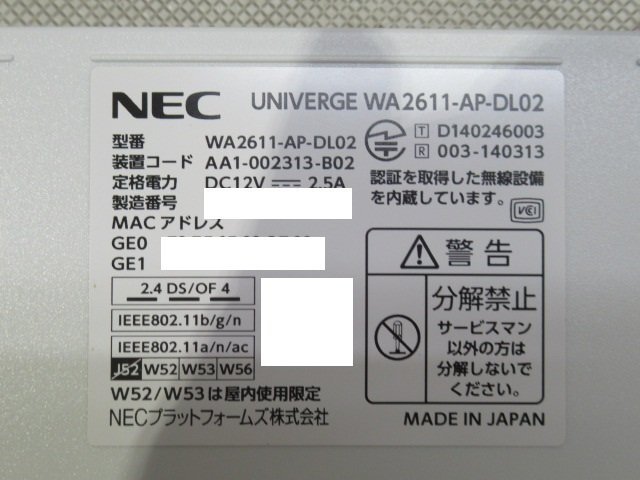 NEC UNIVERGE WA2611-AP-DL02
型番 WA2611-AP-DL02
装置コード AA1-002313-B02
定格電力 DC12V 2.5A
製造番号
MACアドレス
GE0
GE1
T D140246003
R 003-140313
認証を取得した無線設備
を内蔵しています。
VCI
2.4 DS/OF 4
IEEE802.11b/g/n
IEEE802.11a/n/ac
J52 W52 W53 W56
W52/W53は屋内使用限定
NECプラットフォームズ株式会社
警告
分解禁止
サービスマン
以外の方は
分解しないで
ください。
MADE IN JAPAN